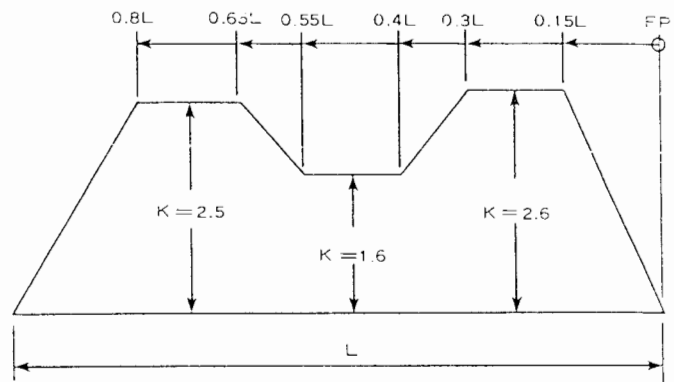 0.8L 0.65L 0.55L 0.4L 0.3L 0.15L FP
K = 2.5
K = 2.6
K = 1.6
L